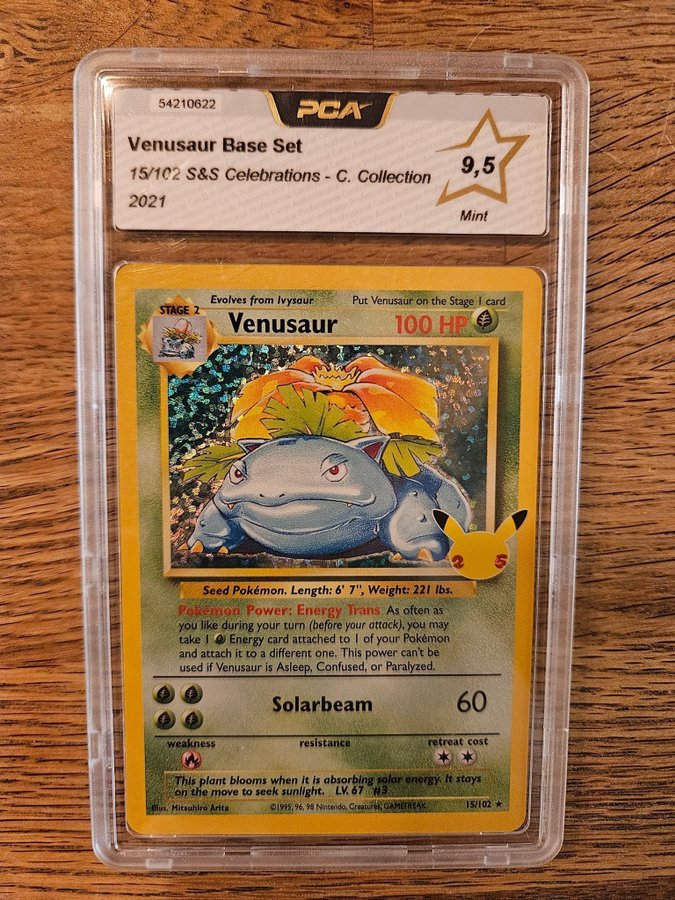 54210622
PCA
Venusaur Base Set
15/102 S&S Celebrations - C. Collection
2021
9,5
Mint
Evolves from Ivysaur
Put Venusaur on the Stage 1 card
STAGE 2
Venusaur
100 HP
25
Seed Pokémon. Length: 6' 7", Weight: 221 lbs.
Pokémon Power: Energy Trans As often as
you like during your turn (before your attack), you may
take 1 Energy card attached to 1 of your Pokémon
and attach it to a different one. This power can't be
used if Venusaur is Asleep, Confused, or Paralyzed.
Solarbeam 60
weakness resistance retreat cost
This plant blooms when it is absorbing solar energy. It stays
on the move to seek sunlight. LV. 67 #3
Illus. Mitsuhiro Arita ©1995, 96, 98 Nintendo, Creatures, GAMEFREAK. 15/102 ★